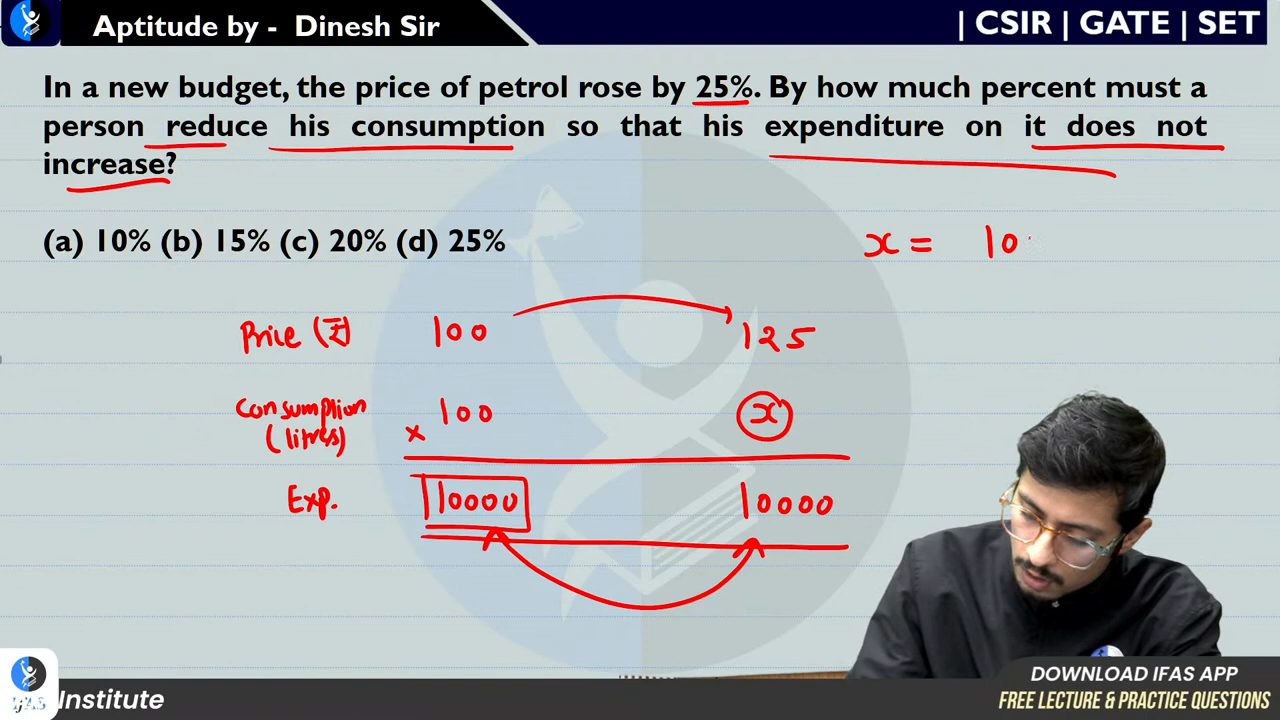 Aptitude by - Dinesh Sir
| CSIR | GATE | SET
In a new budget, the price of petrol rose by 25%. By how much percent must a
person reduce his consumption so that his expenditure on it does not
increase?
(a) 10% (b) 15% (c) 20% (d) 25%
x = 10
Price (₹) 100 125
Consumption 100 x
(litres) ×
Exp. 10000 10000
DOWNLOAD IFAS APP
FREE LECTURE & PRACTICE QUESTIONS
IFAS
Institute